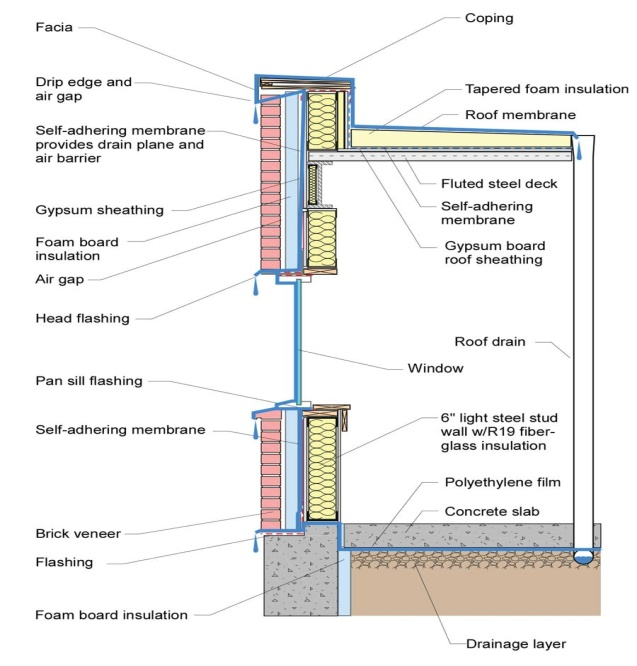 Facia
Coping
Drip edge and
air gap
Tapered foam insulation
Roof membrane
Self-adhering membrane
provides drain plane and
air barrier
Fluted steel deck
Self-adhering
membrane
Gypsum sheathing
Gypsum board
roof sheathing
Foam board
insulation
Air gap
Head flashing
Roof drain
Window
Pan sill flashing
Self-adhering membrane
6" light steel stud
wall w/R19 fiber-
glass insulation
Polyethylene film
Concrete slab
Brick veneer
Flashing
Foam board insulation
Drainage layer